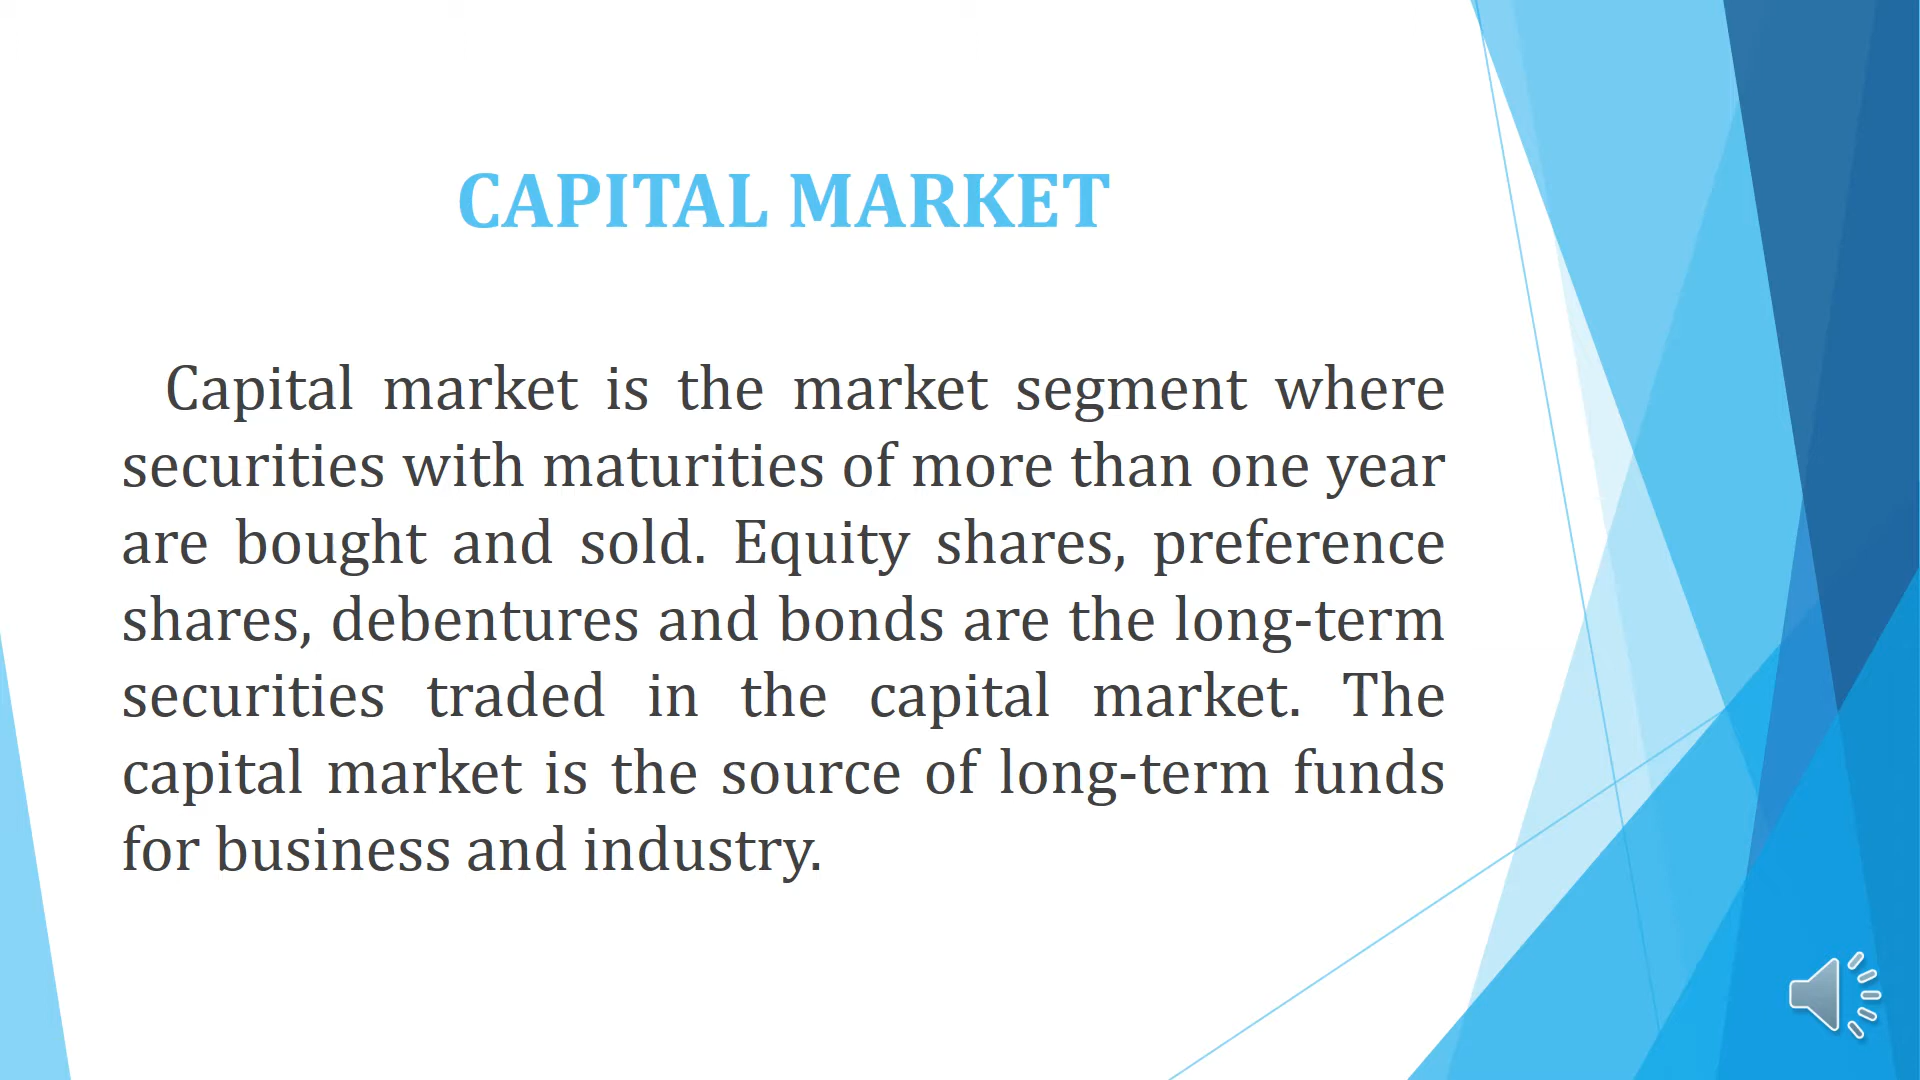 CAPITAL MARKET
Capital market is the market segment where
securities with maturities of more than one year
are bought and sold. Equity shares, preference
shares, debentures and bonds are the long-term
securities traded in the capital market. The
capital market is the source of long-term funds
for business and industry.